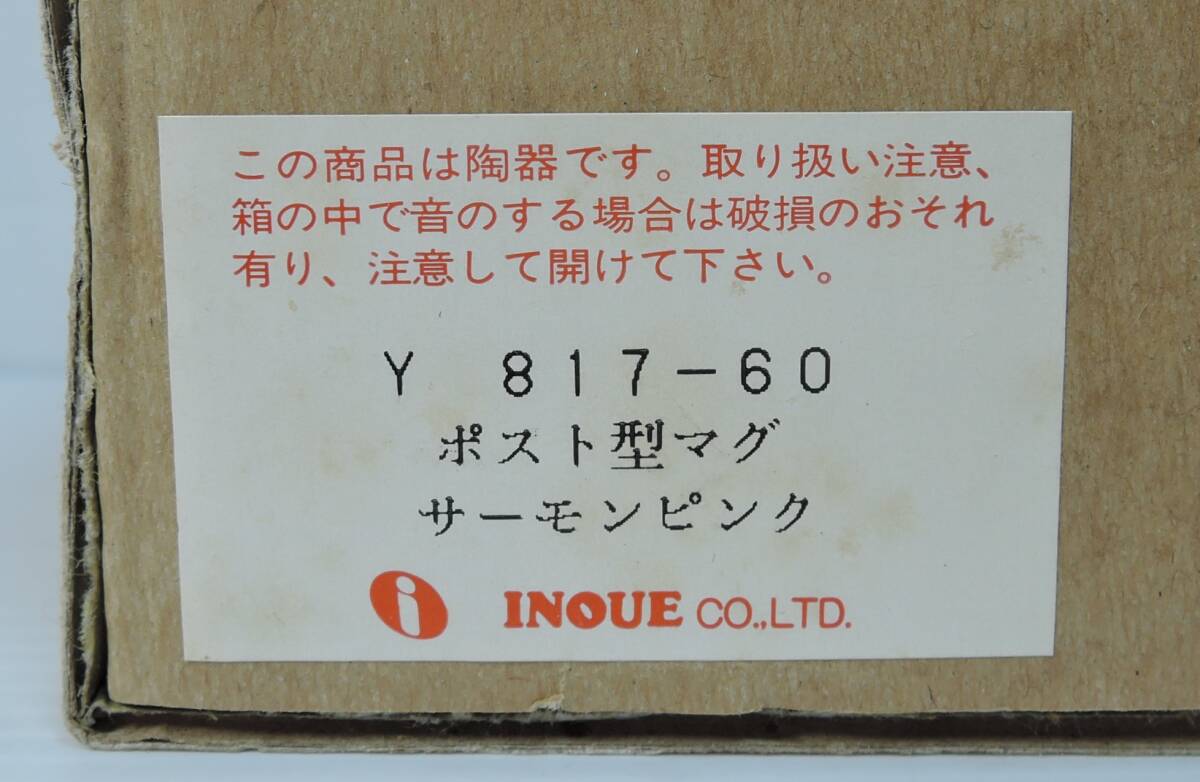 この商品は陶器です。取り扱い注意、
箱の中で音のする場合は破損のおそれ
有り、注意して開けて下さい。
Y 817-60
ポスト型マグ
サーモンピンク
i INOUE CO.,LTD.